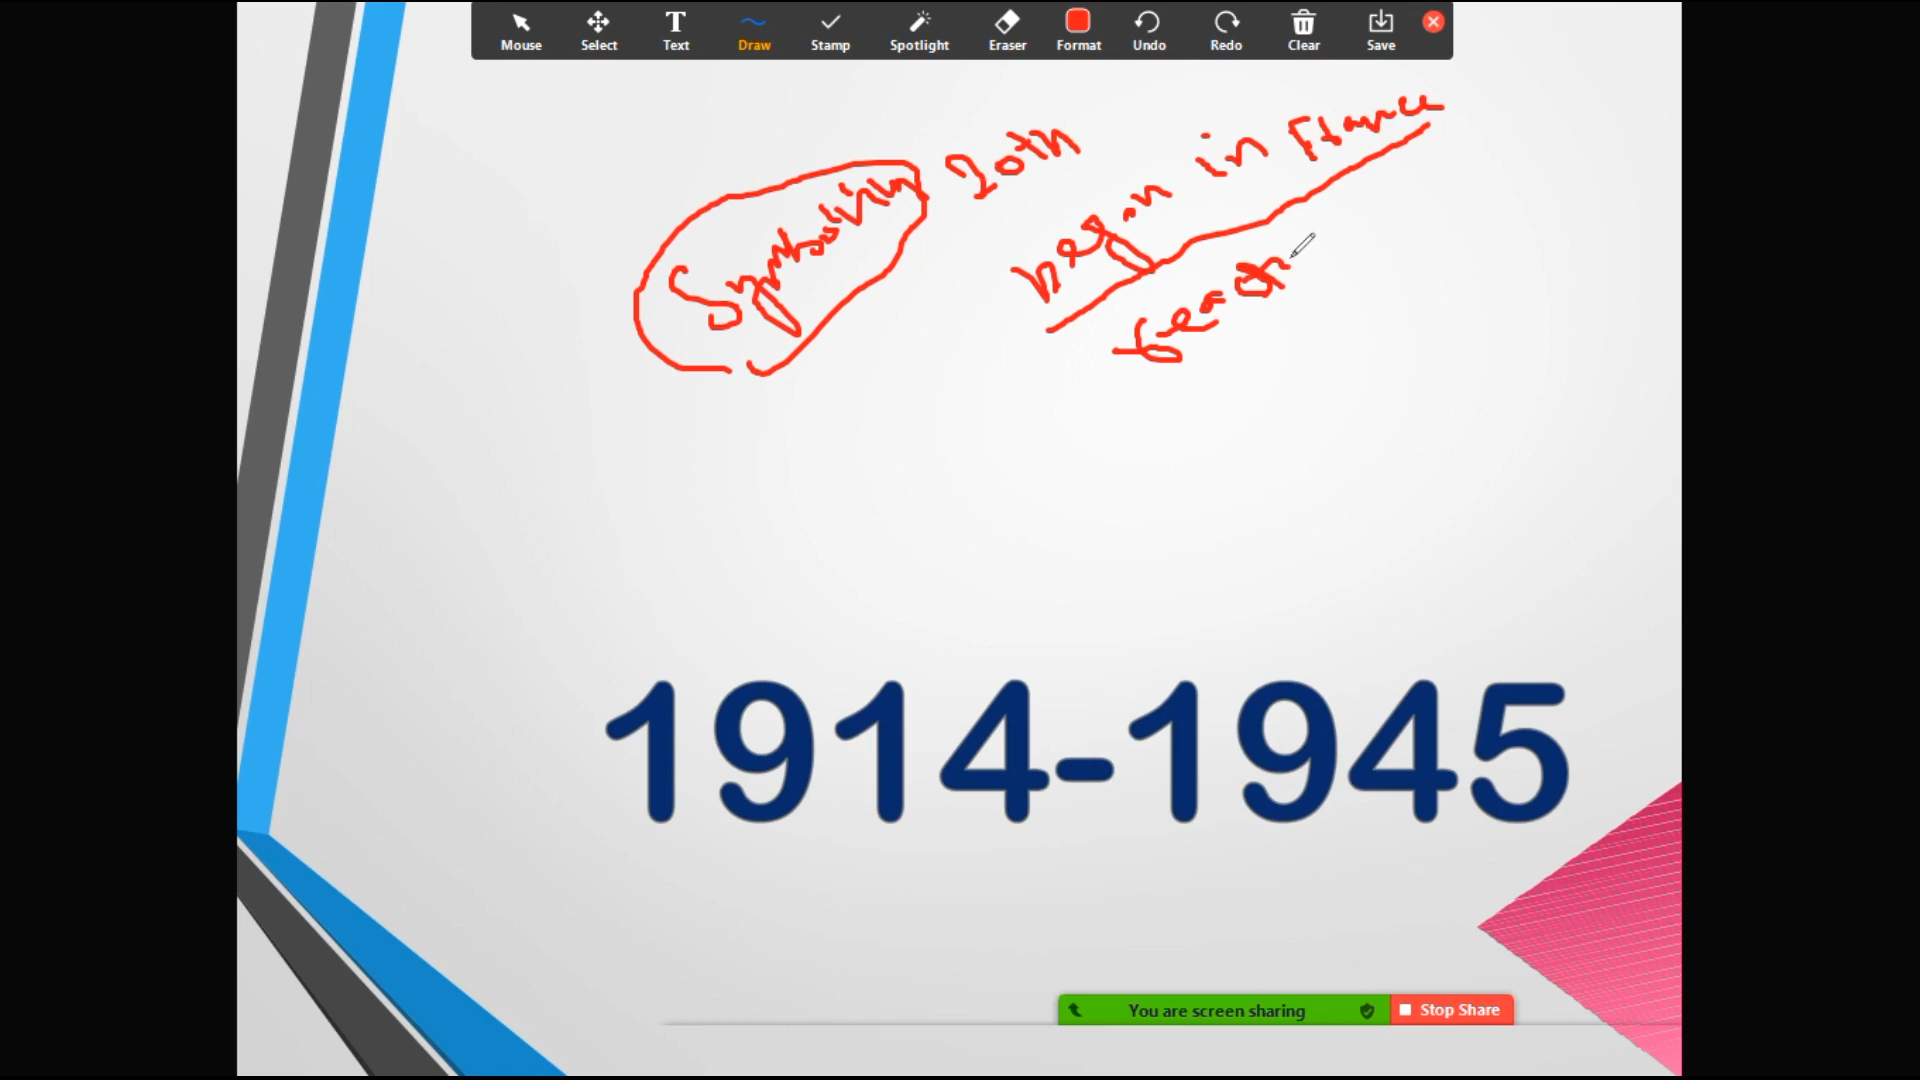 Mouse Select Text Draw Stamp Spotlight Eraser Format Undo Redo Clear Save
20th
began in France
1914-1945
You are screen sharing Stop Share